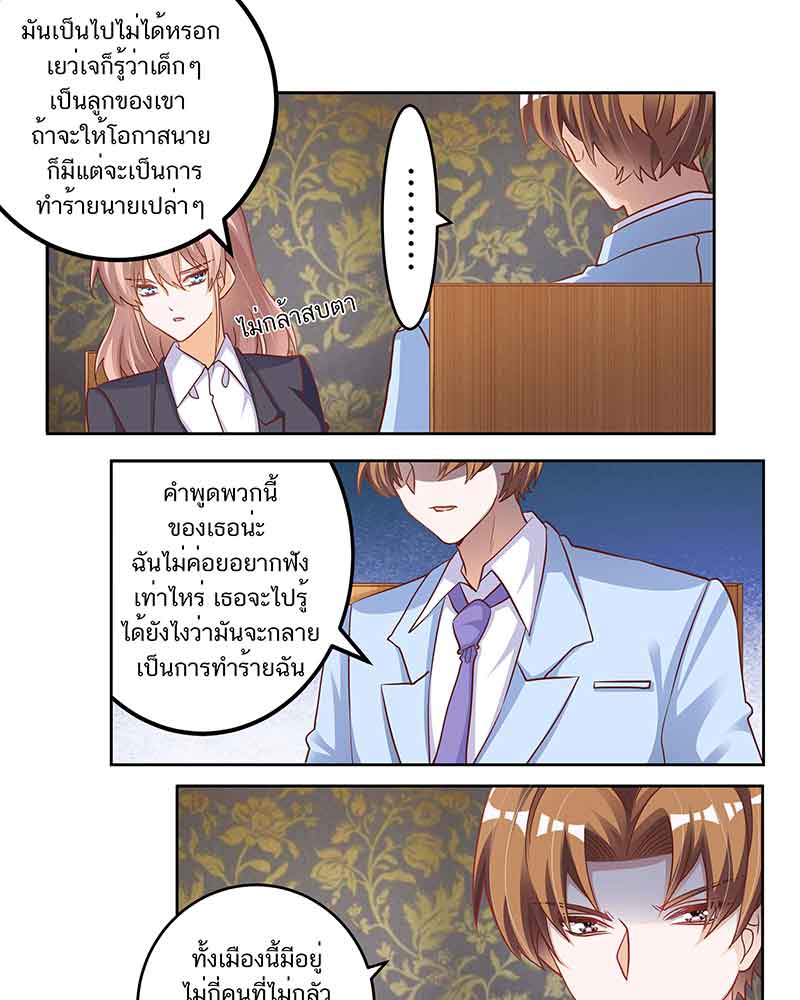 มันเป็นไปไม่ได้หรอก
เยว่เจก็รู้ว่าเด็กๆ
เป็นลูกของเขา
ถ้าจะให้โอกาสนาย
ก็มีแต่จะเป็นการ
ทำร้ายนายเปล่าๆ
.........
ไม่กล้าสบตา
คำพูดพวกนี้
ของเธอน่ะ
ฉันไม่ค่อยอยากฟัง
เท่าไหร่ เธอจะไปรู้
ได้ยังไงว่ามันจะกลาย
เป็นการทำร้ายฉัน
ทั้งเมืองนี้มีอยู่
ไม่กี่คนที่ไม่กลัว